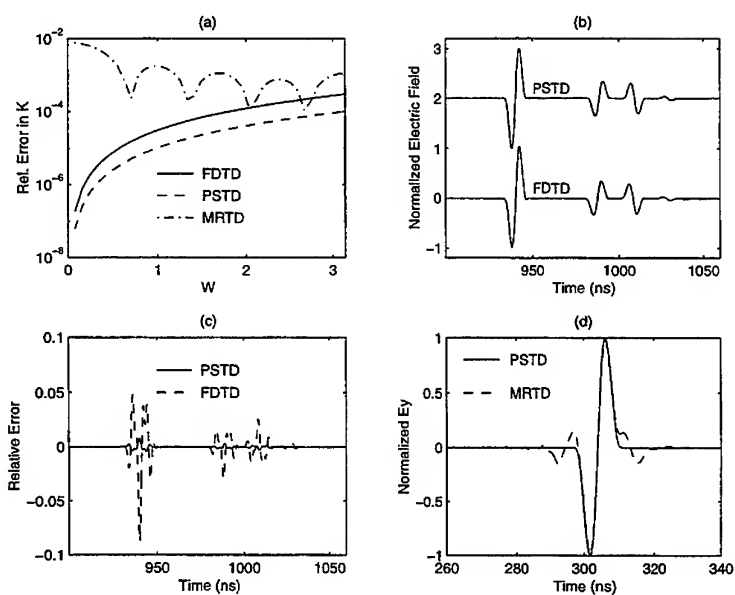 (a)
10^-2
10^-4
10^-6
10^-8
Rel. Error in K
FDTD
PSTD
MRTD
0
1
2
3
W
(b)
3
2
1
0
−1
Normalized Electric Field
PSTD
FDTD
950
1000
1050
Time (ns)
(c)
0.1
0.05
0
−0.05
−0.1
Relative Error
PSTD
FDTD
950
1000
1050
Time (ns)
(d)
1
0.5
0
−0.5
−1
Normalized Ey
PSTD
MRTD
260
280
300
320
340
Time (ns)